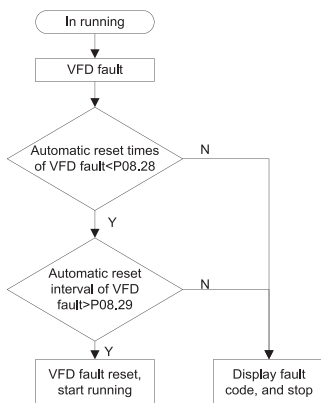 In running
VFD fault
Automatic reset times
of VFD fault<P08.28
N
Y
Automatic reset
interval of VFD
fault>P08.29
N
Y
VFD fault reset,
start running
Display fault
code, and stop